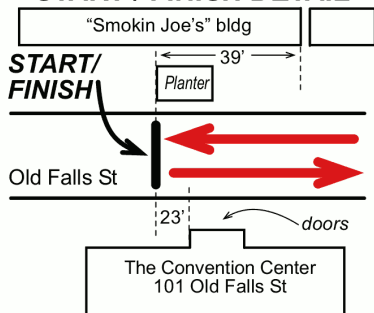 “Smokin Joe’s” bldg
39’
START/
FINISH
Planter
Old Falls St
23’
doors
The Convention Center
101 Old Falls St